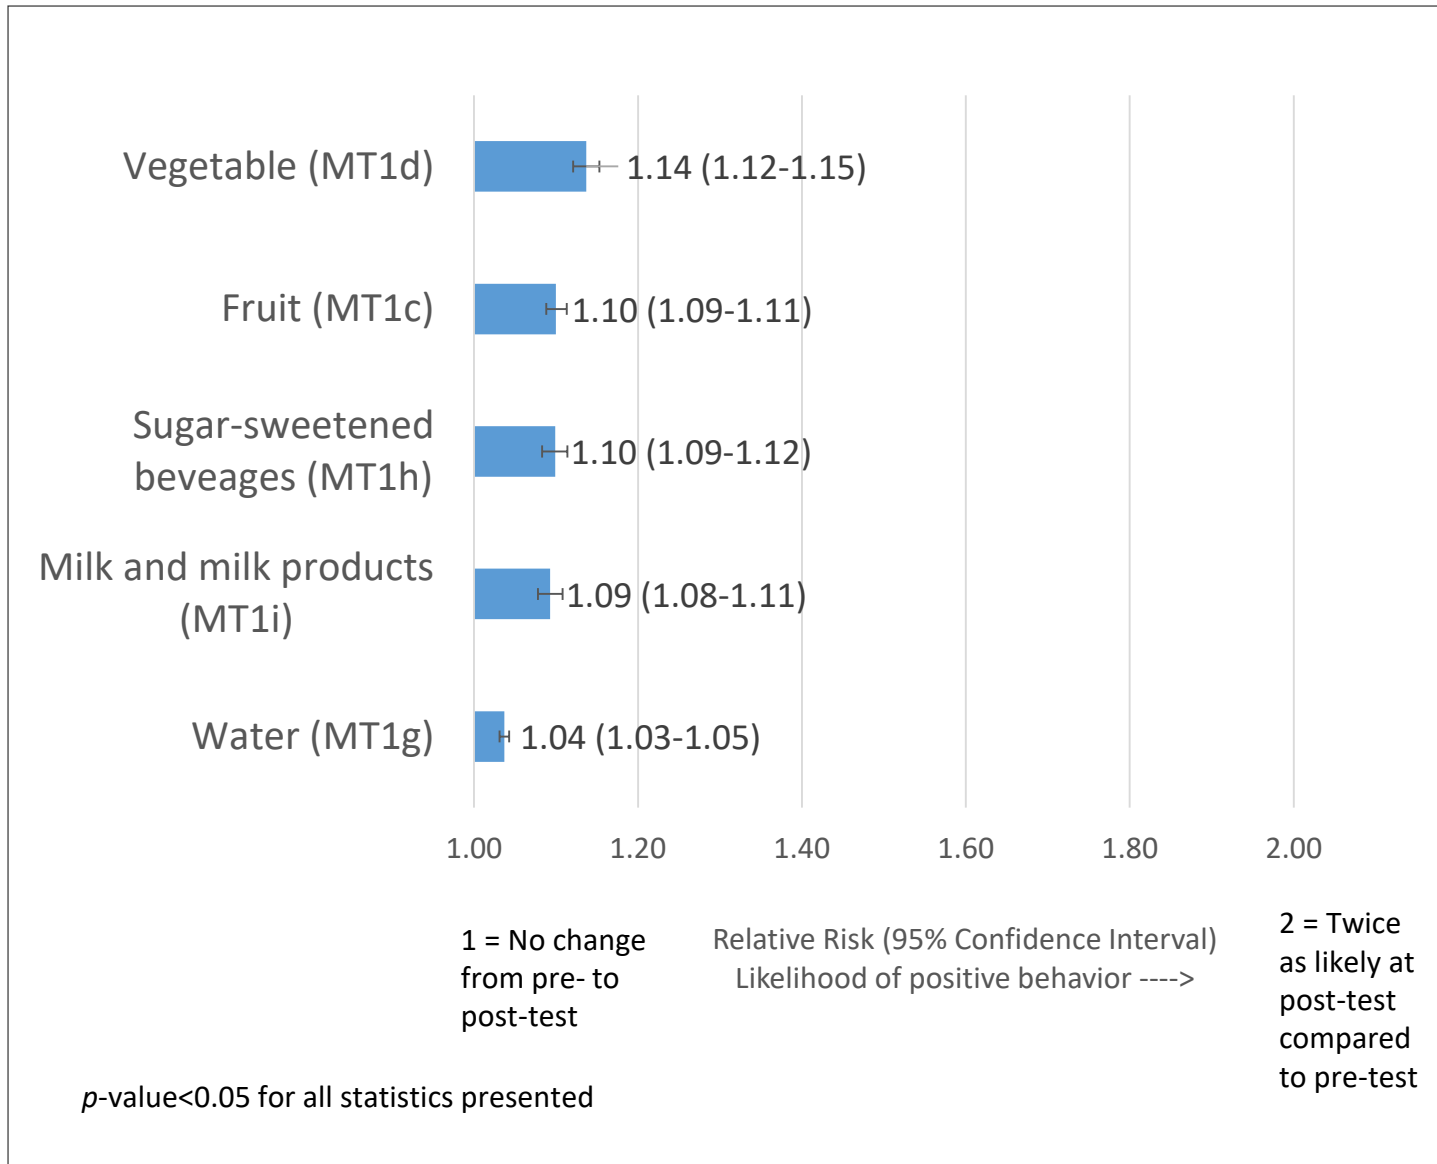 Vegetable (MT1d)
1.14 (1.12-1.15)
Fruit (MT1c)
1.10 (1.09-1.11)
Sugar-sweetened
beveages (MT1h)
1.10 (1.09-1.12)
Milk and milk products
(MT1i)
1.09 (1.08-1.11)
Water (MT1g)
1.04 (1.03-1.05)
1.00 1.20 1.40 1.60 1.80 2.00
1 = No change
from pre- to
post-test
Relative Risk (95% Confidence Interval)
Likelihood of positive behavior ---->
2 = Twice
as likely at
post-test
compared
to pre-test
p-value<0.05 for all statistics presented